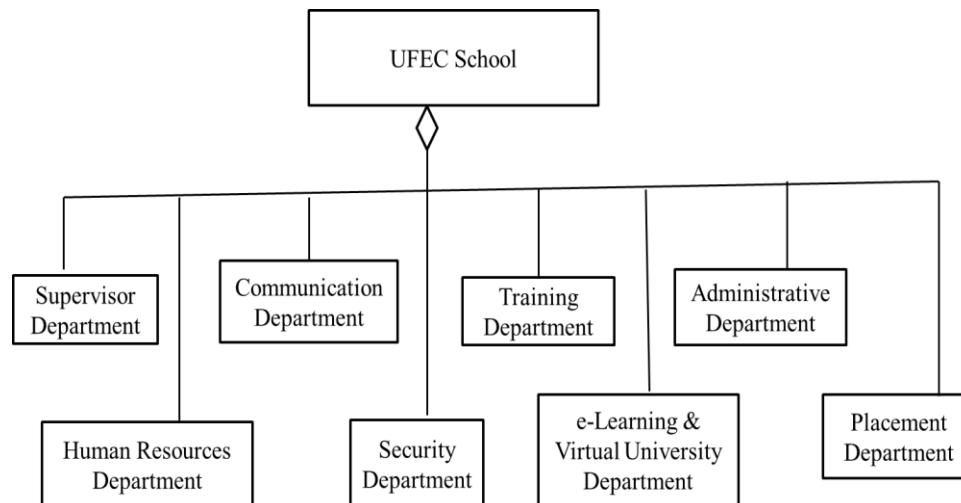 UFEC School
Supervisor
Department
Communication
Department
Training
Department
Administrative
Department
Human Resources
Department
Security
Department
e-Learning &
Virtual University
Department
Placement
Department